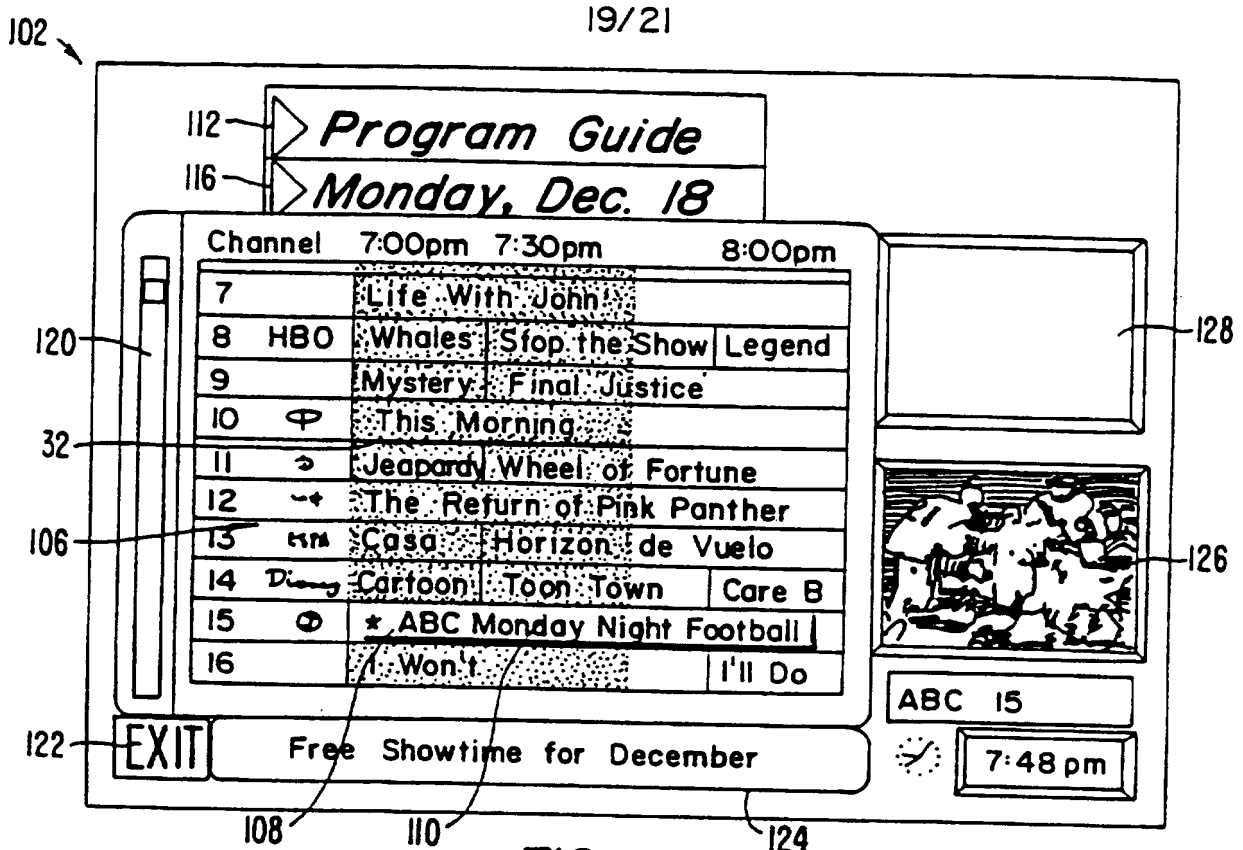 19/21
102
112 Program Guide
116 Monday, Dec. 18
Channel 7:00pm 7:30pm 8:00pm
7 Life With John
8 HBO Whales Stop the Show Legend
128
120
9 Mystery Final Justice
10 This Morning
32
11 Jeapardy Wheel of Fortune
12 The Return of Pink Panther
106
13 Casa Horizon de Vuelo
126
14 Disney Cartoon Toon Town Care B
15 * ABC Monday Night Football
16 I Won't I'll Do
ABC 15
122 EXIT Free Showtime for December
7:48 pm
108 110 124